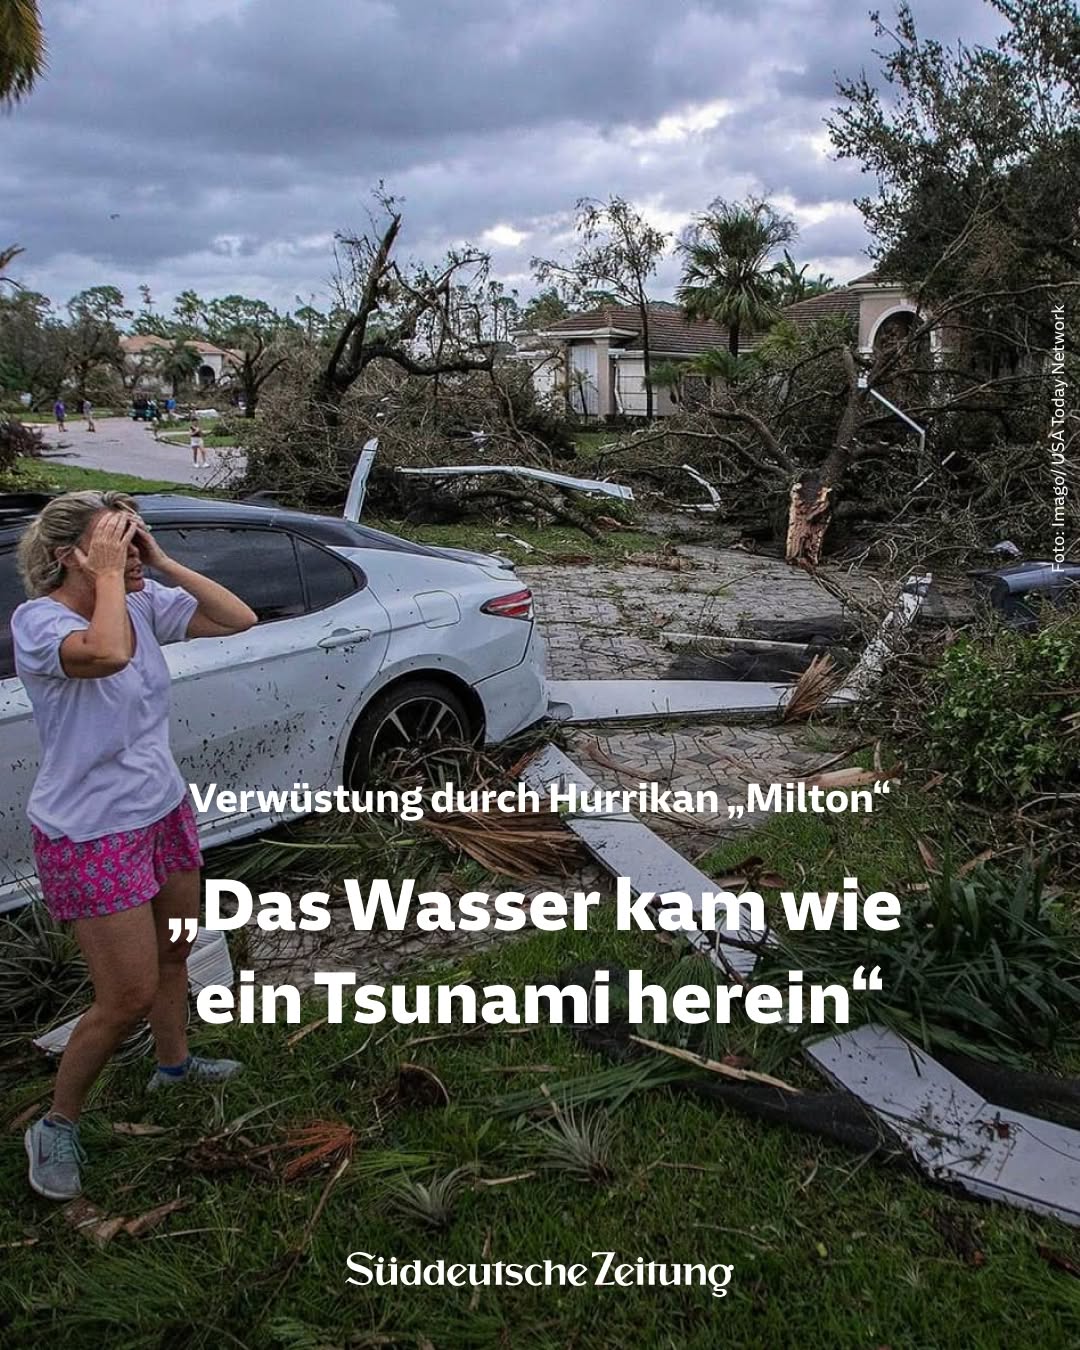 Foto: Imago/USA Today Network
Verwüstung durch Hurrikan „Milton“
„Das Wasser kam wie
ein Tsunami herein“
Süddeutsche Zeitung